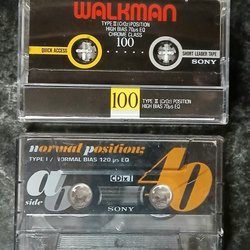 WALKMAN
TYPE II (CrO2) POSITION
HIGH BIAS 70μs EQ
CHROME CLASS
100
QUICK ACCESS
SHORT LEADER TAPE
SONY
100
TYPE II (CrO2) POSITION
HIGH BIAS 70μs EQ
SONY
normal position:
TYPE I / NORMAL BIAS 120 μs EQ
a
b
side
CDix I
40
SONY